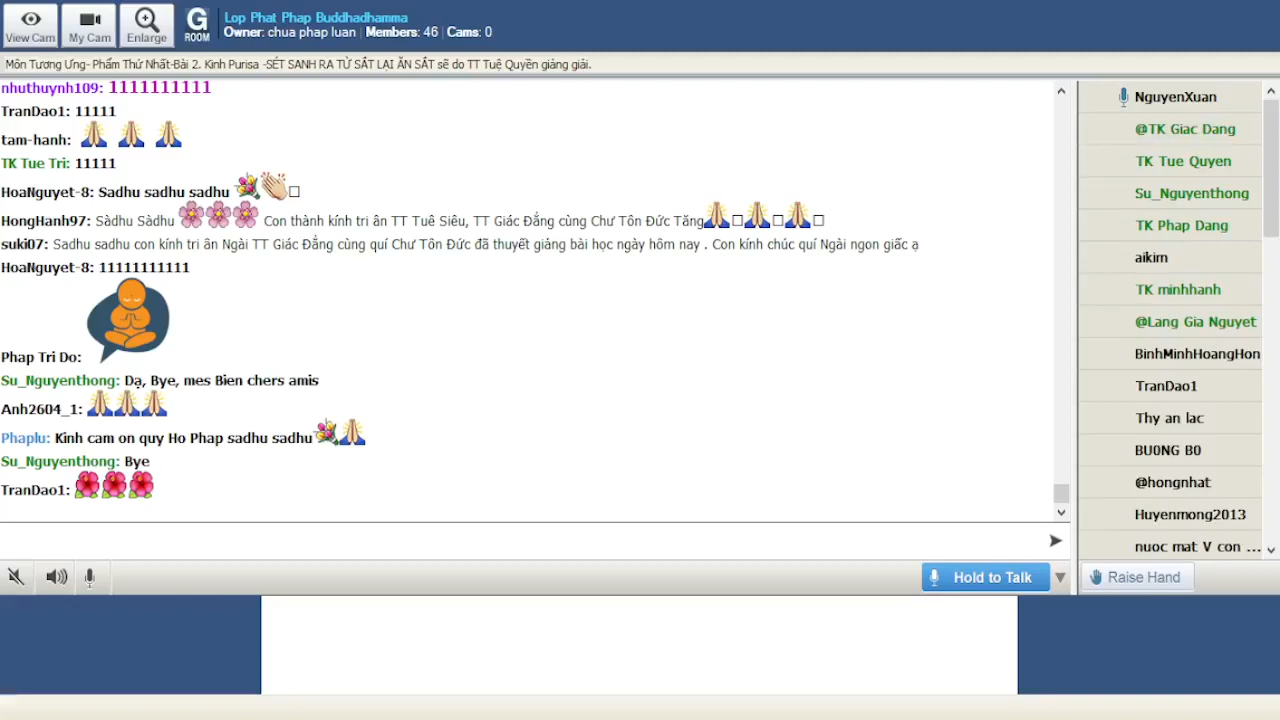 View Cam
My Cam
Enlarge
G
ROOM
Lop Phat Phap Buddhadhamma
Owner: chua phap luan | Members: 46 | Cams: 0
Môn Tương Ưng- Phẩm Thứ Nhất-Bài 2. Kinh Purisa -SÉT SANH RA TỪ SẮT LẠI ĂN SẮT sẽ do TT Tuệ Quyền giảng giải.
nhuthuynh109: 1111111111
TranDao1: 11111
tam-hanh:
TK Tue Tri: 11111
HoaNguyet-8: Sadhu sadhu sadhu
HongHanh97: Sàdhu Sàdhu Con thành kính tri ân TT Tuê Siêu, TT Giác Đẳng cùng Chư Tôn Đức Tăng
suki07: Sadhu sadhu con kính tri ân Ngài TT Giác Đẳng cùng quí Chư Tôn Đức đã thuyết giảng bài học ngày hôm nay . Con kính chúc quí Ngài ngon giấc ạ
HoaNguyet-8: 11111111111
Phap Tri Do:
Su_Nguyenthong: Dạ, Bye, mes Bien chers amis
Anh2604_1:
Phaplu: Kinh cam on quy Ho Phap sadhu sadhu
Su_Nguyenthong: Bye
TranDao1:
Hold to Talk
NguyenXuan
@TK Giac Dang
TK Tue Quyen
Su_Nguyenthong
TK Phap Dang
aikim
TK minhhanh
@Lang Gia Nguyet
BinhMinhHoangHon
TranDao1
Thy an lac
BU0NG B0
@hongnhat
Huyenmong2013
nuoc mat V con ...
Raise Hand